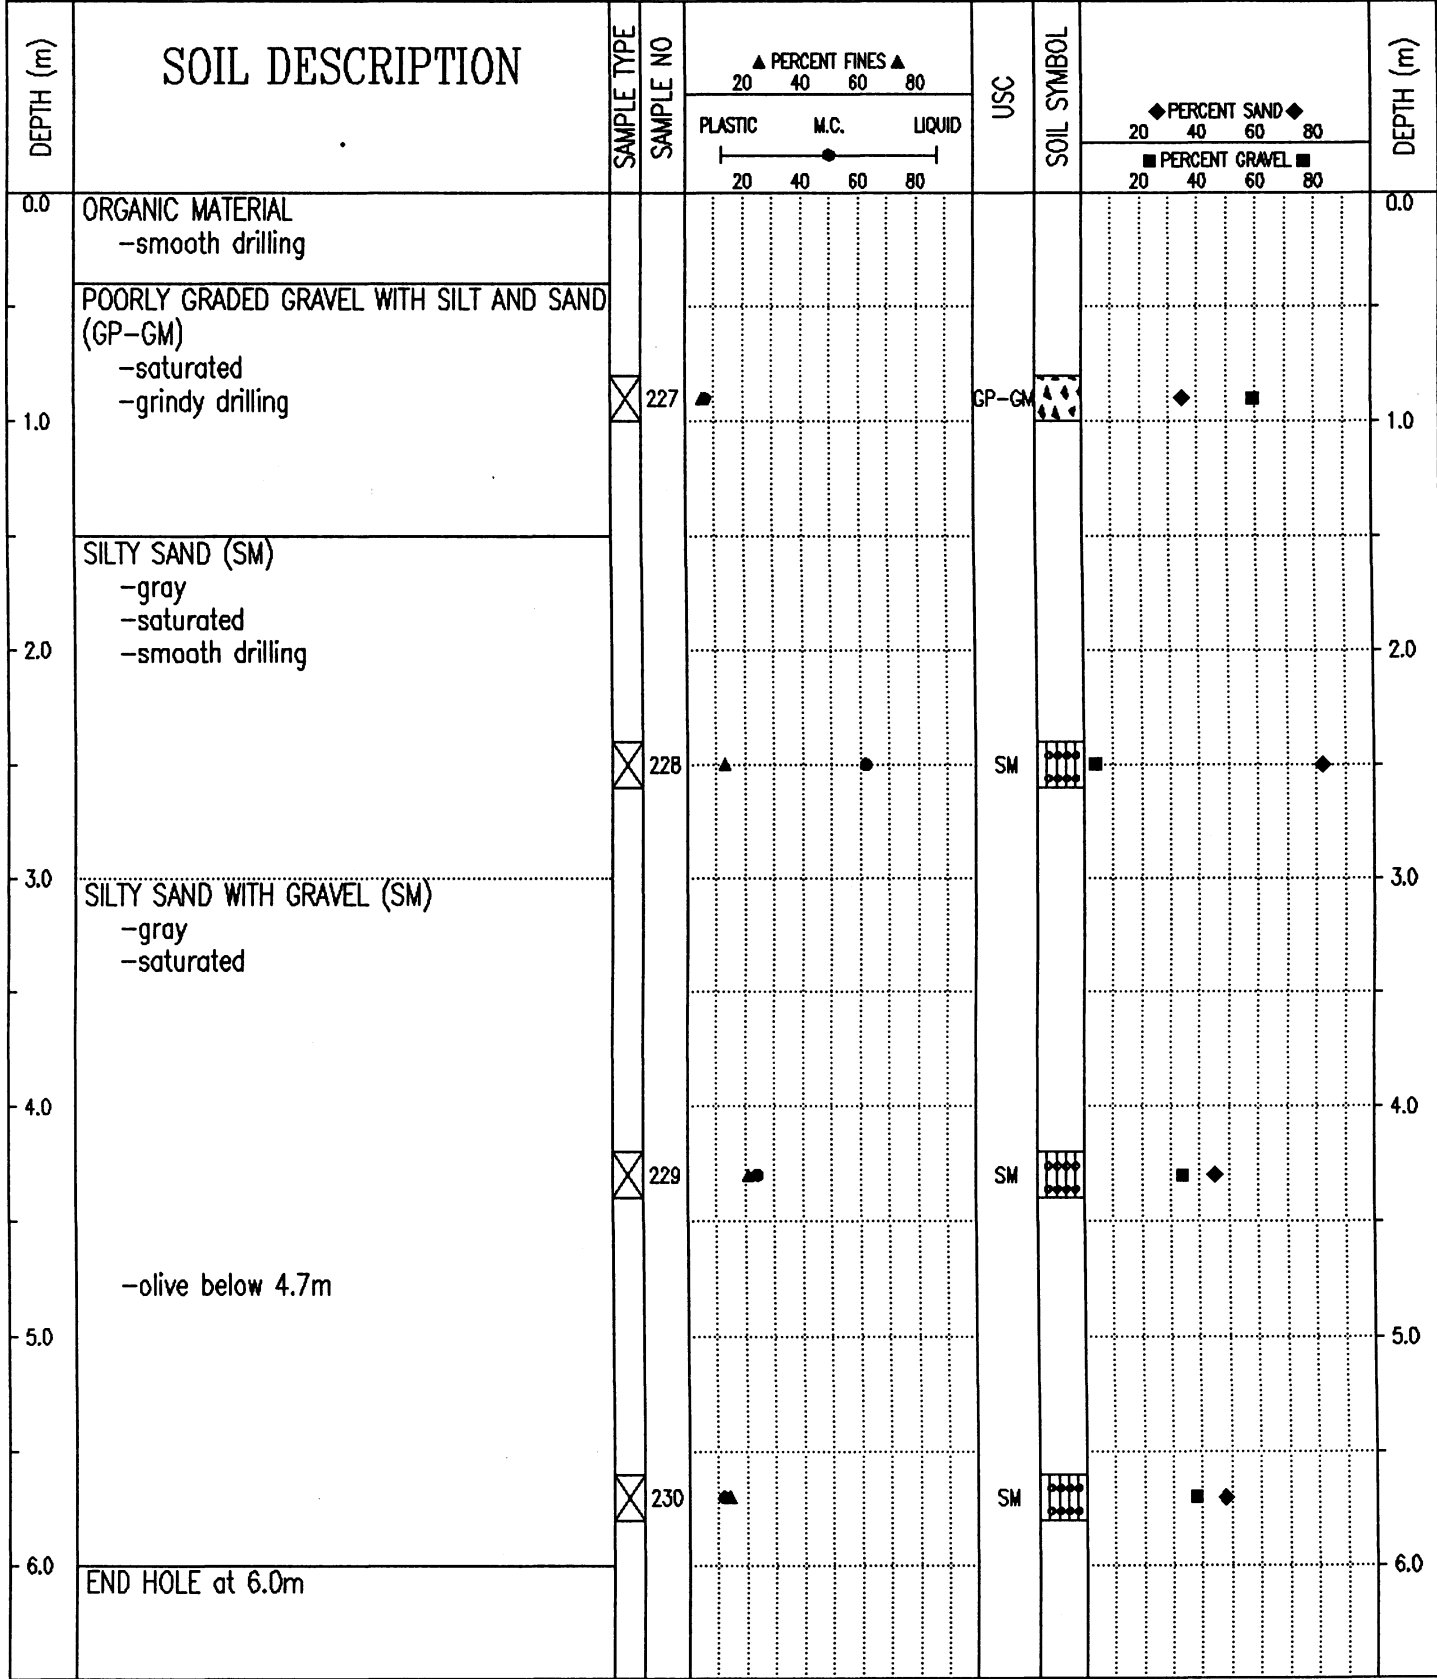 DEPTH (m)
SOIL DESCRIPTION
SAMPLE TYPE
SAMPLE NO
▲ PERCENT FINES ▲
20 40 60 80
PLASTIC M.C. LIQUID
20 40 60 80
USC
SOIL SYMBOL
◆ PERCENT SAND ◆
20 40 60 80
■ PERCENT GRAVEL ■
20 40 60 80
DEPTH (m)
0.0 0.0
ORGANIC MATERIAL
-smooth drilling
POORLY GRADED GRAVEL WITH SILT AND SAND
(GP-GM)
-saturated
-grindy drilling
227 GP-GM
1.0 1.0
SILTY SAND (SM)
-gray
-saturated
-smooth drilling
2.0 2.0
228 SM
3.0 3.0
SILTY SAND WITH GRAVEL (SM)
-gray
-saturated
4.0 4.0
229 SM
-olive below 4.7m
5.0 5.0
230 SM
6.0 6.0
END HOLE at 6.0m